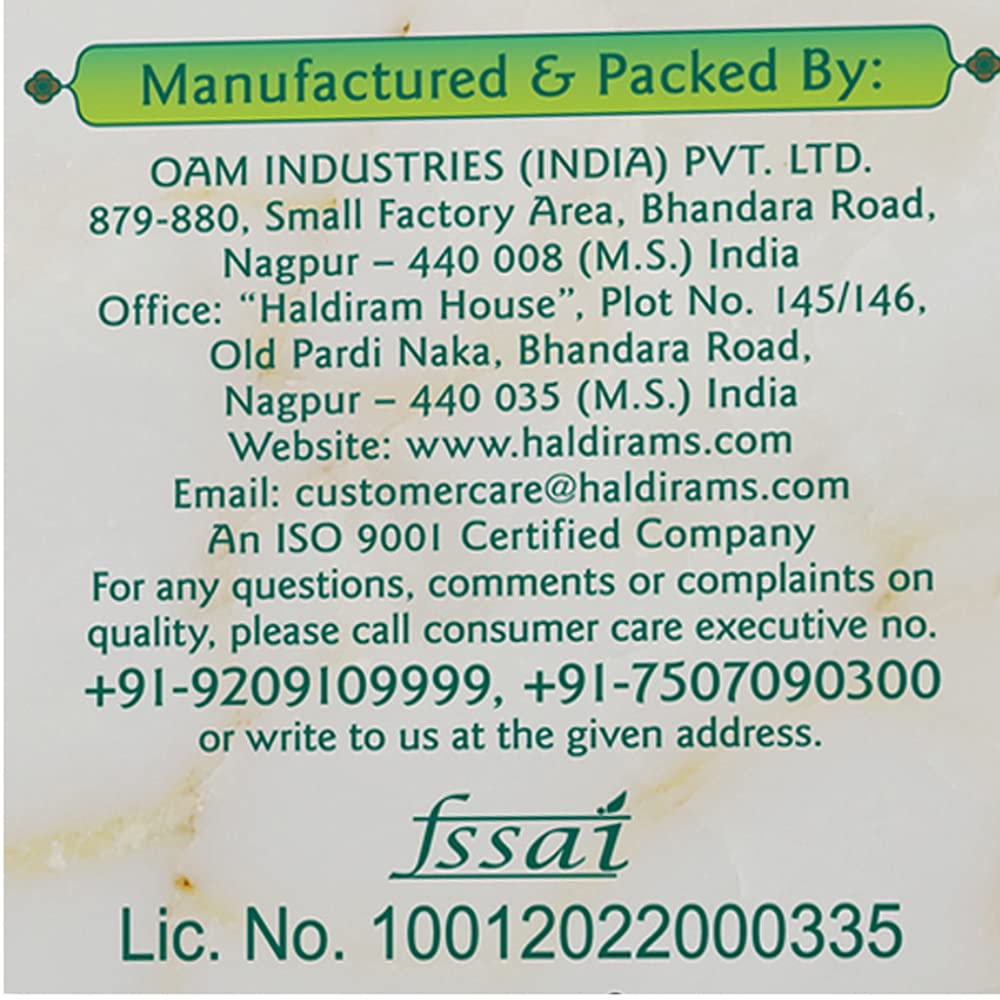 Manufactured & Packed By:
OAM INDUSTRIES (INDIA) PVT. LTD.
879-880, Small Factory Area, Bhandara Road,
Nagpur – 440 008 (M.S.) India
Office: “Haldiram House”, Plot No. 145/146,
Old Pardi Naka, Bhandara Road,
Nagpur – 440 035 (M.S.) India
Website: www.haldirams.com
Email: customercare@haldirams.com
An ISO 9001 Certified Company
For any questions, comments or complaints on
quality, please call consumer care executive no.
+91-9209109999, +91-7507090300
or write to us at the given address.
fssai
Lic. No. 10012022000335